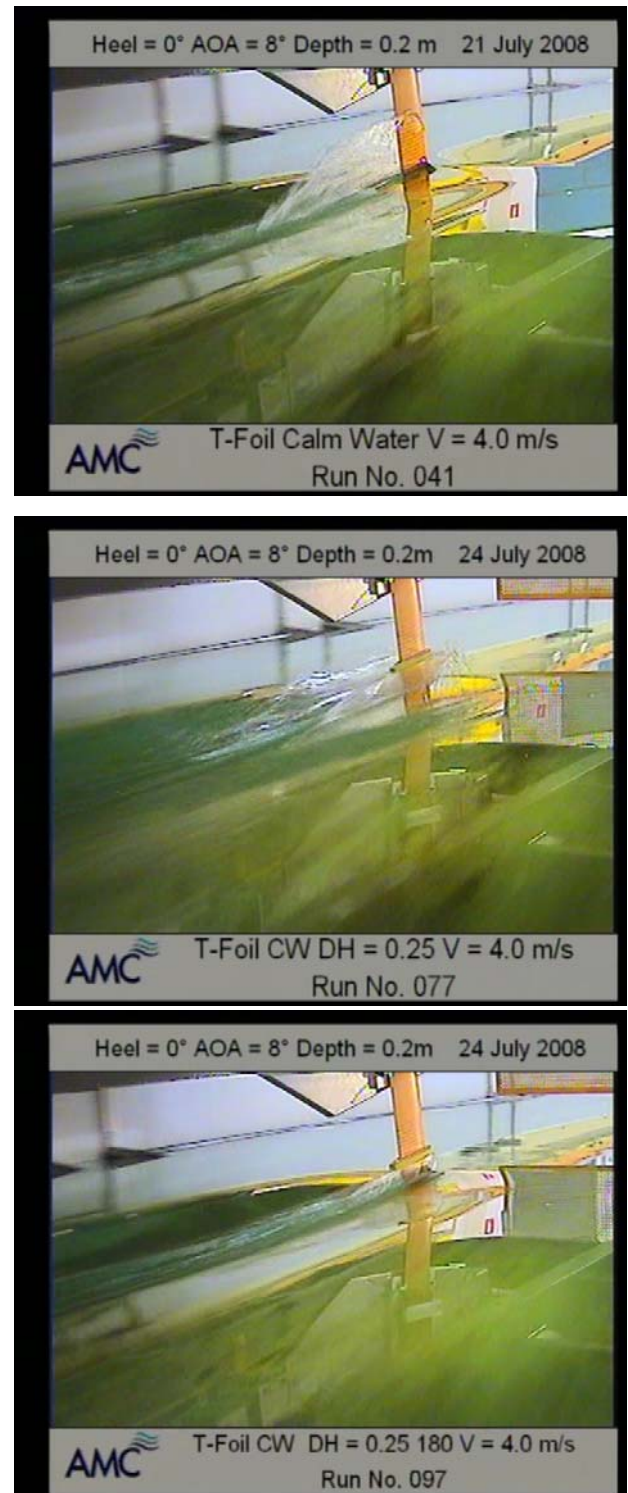 Heel = 0° AOA = 8° Depth = 0.2 m 21 July 2008
AMC
T-Foil Calm Water V = 4.0 m/s
Run No. 041
Heel = 0° AOA = 8° Depth = 0.2m 24 July 2008
AMC
T-Foil CW DH = 0.25 V = 4.0 m/s
Run No. 077
Heel = 0° AOA = 8° Depth = 0.2m 24 July 2008
AMC
T-Foil CW DH = 0.25 180 V = 4.0 m/s
Run No. 097